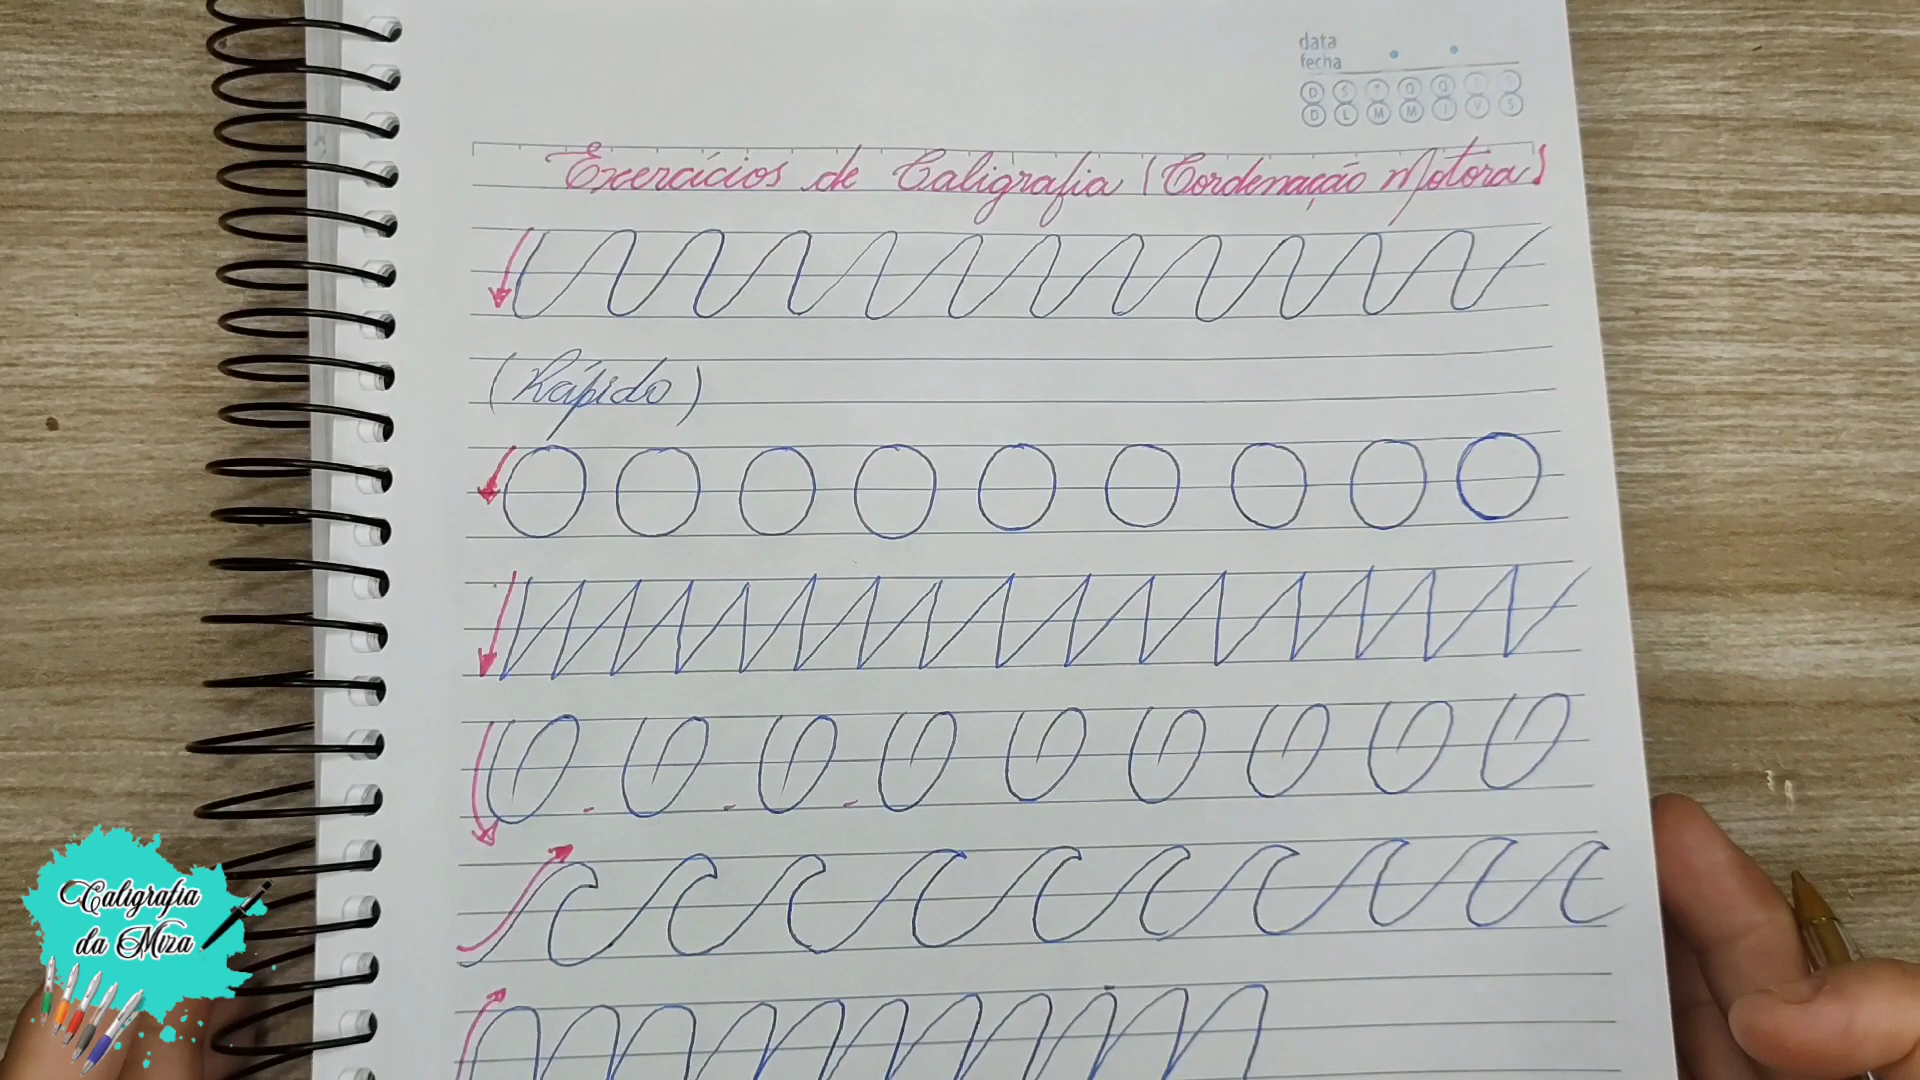 data
fecha
D S T Q Q S S
D L M M J V S
Exercícios de Caligrafia (Cordenação Motora)
(Rápido)
Caligrafia
da Miza